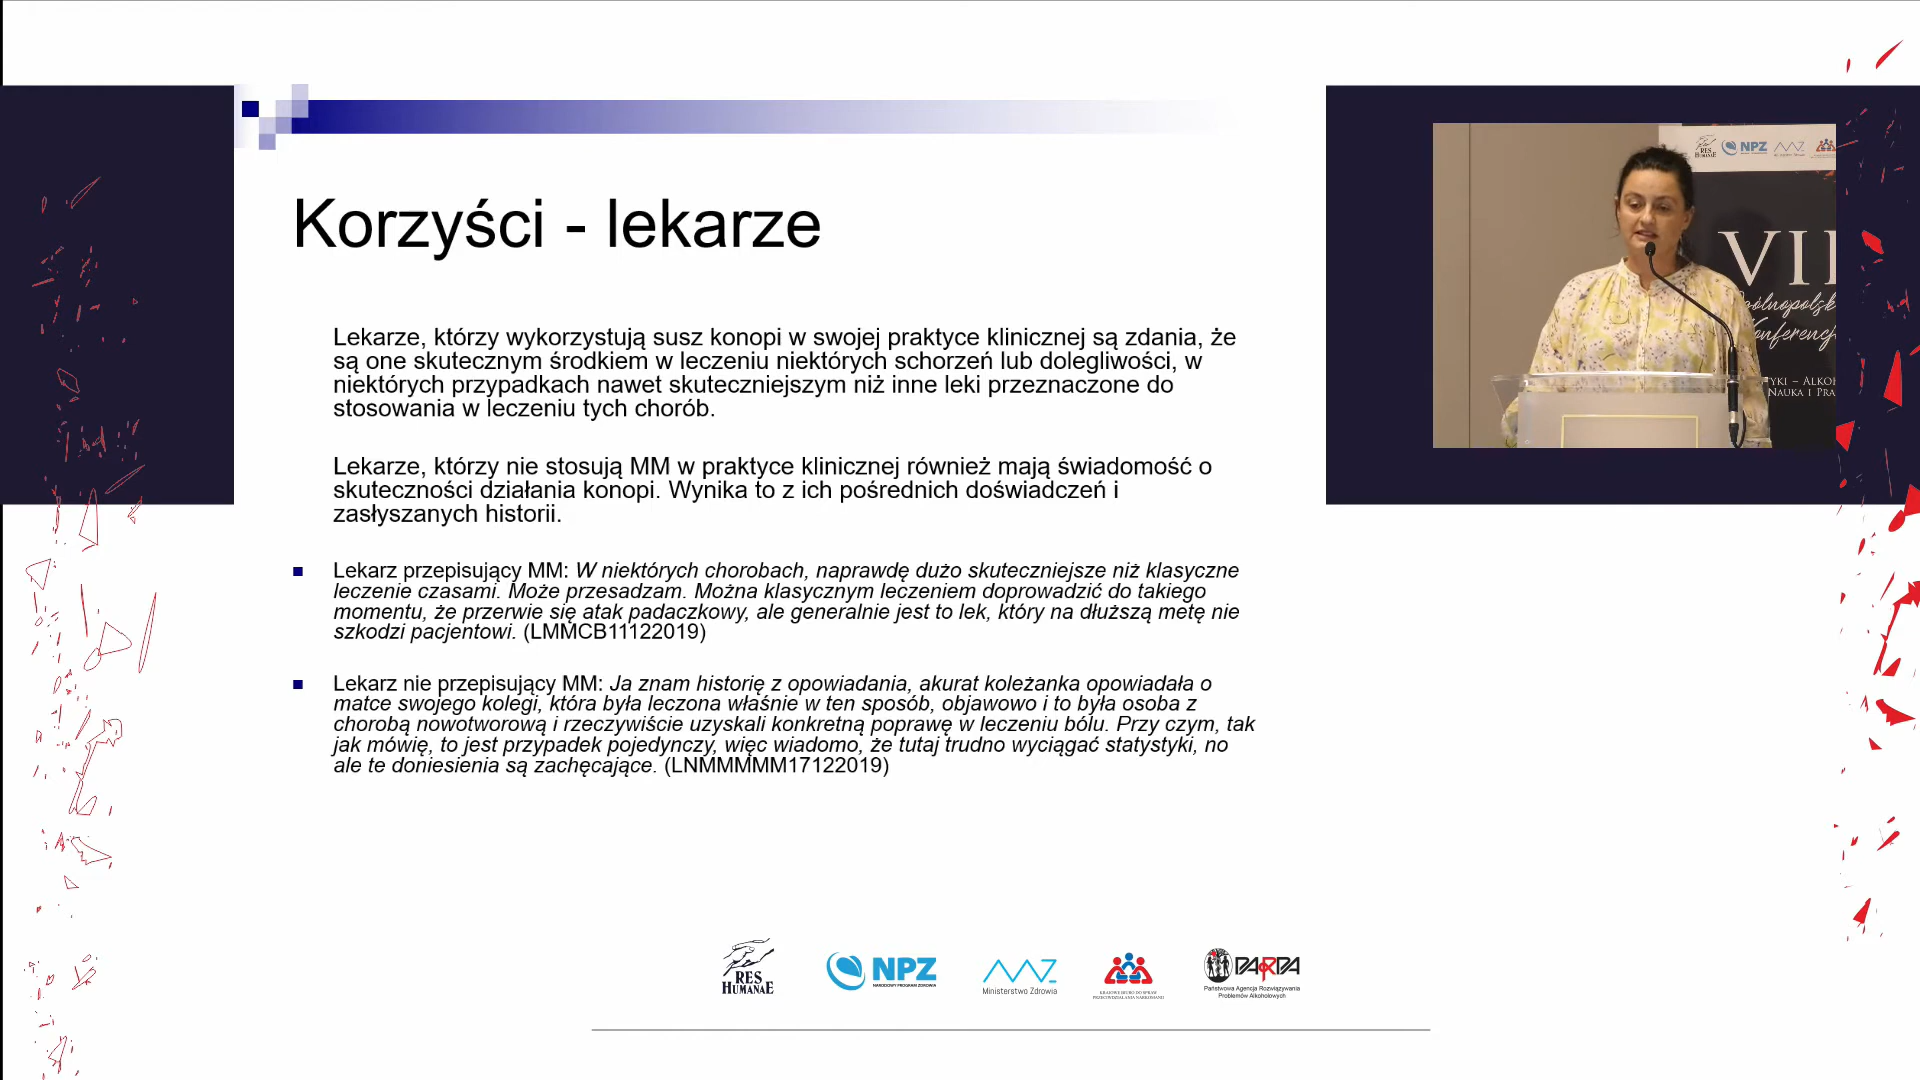 Korzyści - lekarze
Lekarze, którzy wykorzystują susz konopi w swojej praktyce klinicznej są zdania, że
są one skutecznym środkiem w leczeniu niektórych schorzeń lub dolegliwości, w
niektórych przypadkach nawet skuteczniejszym niż inne leki przeznaczone do
stosowania w leczeniu tych chorób.
Lekarze, którzy nie stosują MM w praktyce klinicznej również mają świadomość o
skuteczności działania konopi. Wynika to z ich pośrednich doświadczeń i
zasłyszanych historii.
Lekarz przepisujący MM: W niektórych chorobach, naprawdę dużo skuteczniejsze niż klasyczne
leczenie czasami. Może przesadzam. Można klasycznym leczeniem doprowadzić do takiego
momentu, że przerwie się atak padaczkowy, ale generalnie jest to lek, który na dłuższą metę nie
szkodzi pacjentowi. (LMMCB11122019)
Lekarz nie przepisujący MM: Ja znam historię z opowiadania, akurat koleżanka opowiadała o
matce swojego kolegi, która była leczona właśnie w ten sposób, objawowo i to była osoba z
chorobą nowotworową i rzeczywiście uzyskali konkretną poprawę w leczeniu bólu. Przy czym, tak
jak mówię, to jest przypadek pojedynczy, więc wiadomo, że tutaj trudno wyciągać statystyki, no
ale te doniesienia są zachęcające. (LNMMMMM17122019)
RES
HUMANAE
NPZ
VII
NAUKA I PRA
RES
HUMANAE
NPZ
NARODOWY PROGRAM ZDROWIA
Ministerstwo Zdrowia
KRAJOWE BIURO DO SPRAW
PRZECIWDZIAŁANIA NARKOMANII
PARPA
Państwowa Agencja Rozwiązywania
Problemów Alkoholowych